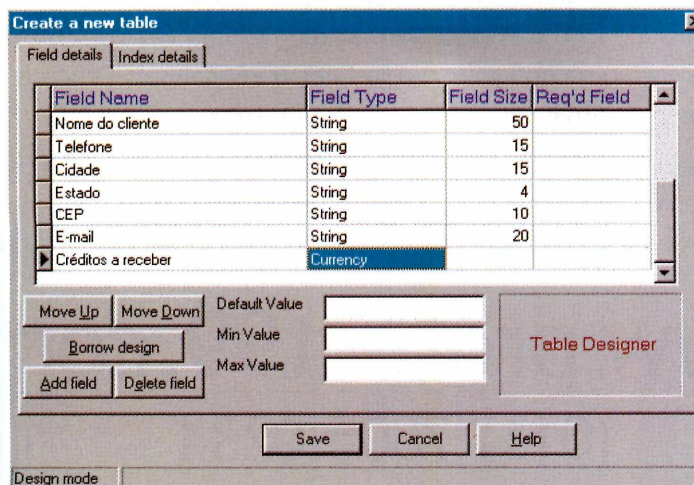 Create a new table
Field details Index details
Field Name Field Type Field Size Req'd Field
Nome do cliente String 50
Telefone String 15
Cidade String 15
Estado String 4
CEP String 10
E-mail String 20
Créditos a receber Currency
Move Up Move Down Default Value
Min Value
Borrow design Table Designer
Max Value
Add field Delete field
Save Cancel Help
Design mode